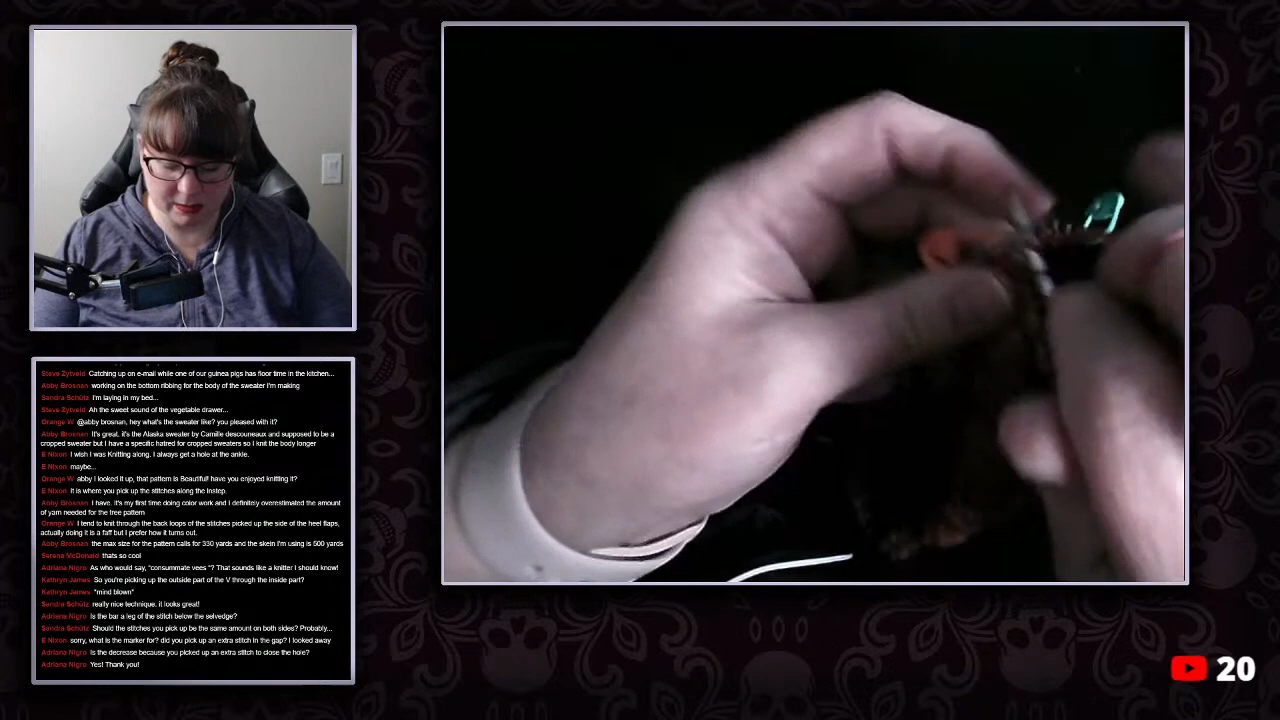 Steve Zytveld Catching up on e-mail while one of our guinea pigs has floor time in the kitchen...
Abby Brosnan working on the bottom ribbing for the body of the sweater I'm making
Sandra Schütz I'm laying in my bed...
Steve Zytveld Ah the sweet sound of the vegetable drawer...
Orange W @abby brosnan, hey what's the sweater like? you pleased with it?
Abby Brosnan It's great. it's the Alaska sweater by Camille descouneaux and supposed to be a
cropped sweater but I have a specific hatred for cropped sweaters so I knit the body longer
E Nixon I wish I was Knitting along. I always get a hole at the ankle.
E Nixon maybe...
Orange W abby I looked it up, that pattern is Beautiful! have you enjoyed knitting it?
E Nixon it is where you pick up the stitches along the instep.
Abby Brosnan I have. it's my first time doing color work and I definitely overestimated the amount
of yarn needed for the tree pattern
Orange W I tend to knit through the back loops of the stitches picked up the side of the heel flaps,
actually doing it is a faff but I prefer how it turns out.
Abby Brosnan the max size for the pattern calls for 330 yards and the skein I'm using is 500 yards
Serena McDonald thats so cool
Adriana Nigro As who would say, "consummate vees "? That sounds like a knitter I should know!
Kathryn James So you're picking up the outside part of the V through the inside part?
Kathryn James *mind blown*
Sandra Schütz really nice technique. it looks great!
Adriana Nigro Is the bar a leg of the stitch below the selvedge?
Sandra Schütz Should the stitches you pick up be the same amount on both sides? Probably...
E Nixon sorry, what is the marker for? did you pick up an extra stitch in the gap? I looked away
Adriana Nigro Is the decrease because you picked up an extra stitch to close the hole?
Adriana Nigro Yes! Thank you!
20